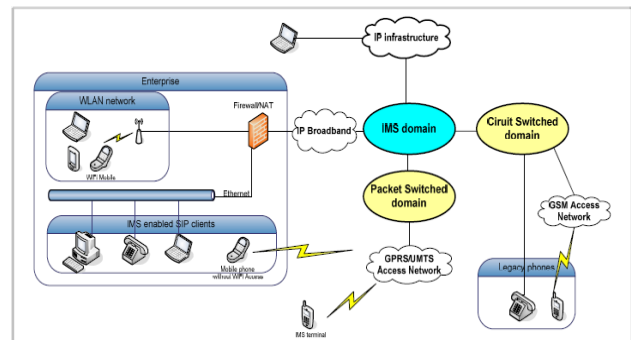 IP infrastructure
Enterprise
WLAN network
Firewall/NAT
WIFI Mobile
IP Broadband
IMS domain
Ciruit Switched
domain
Ethernet
Packet Switched
domain
IMS enabled SIP clients
GSM Access
Network
Mobile phone
without WIFI Access
GPRS/UMTS
Access Network
Legacy phones
IMS terminal